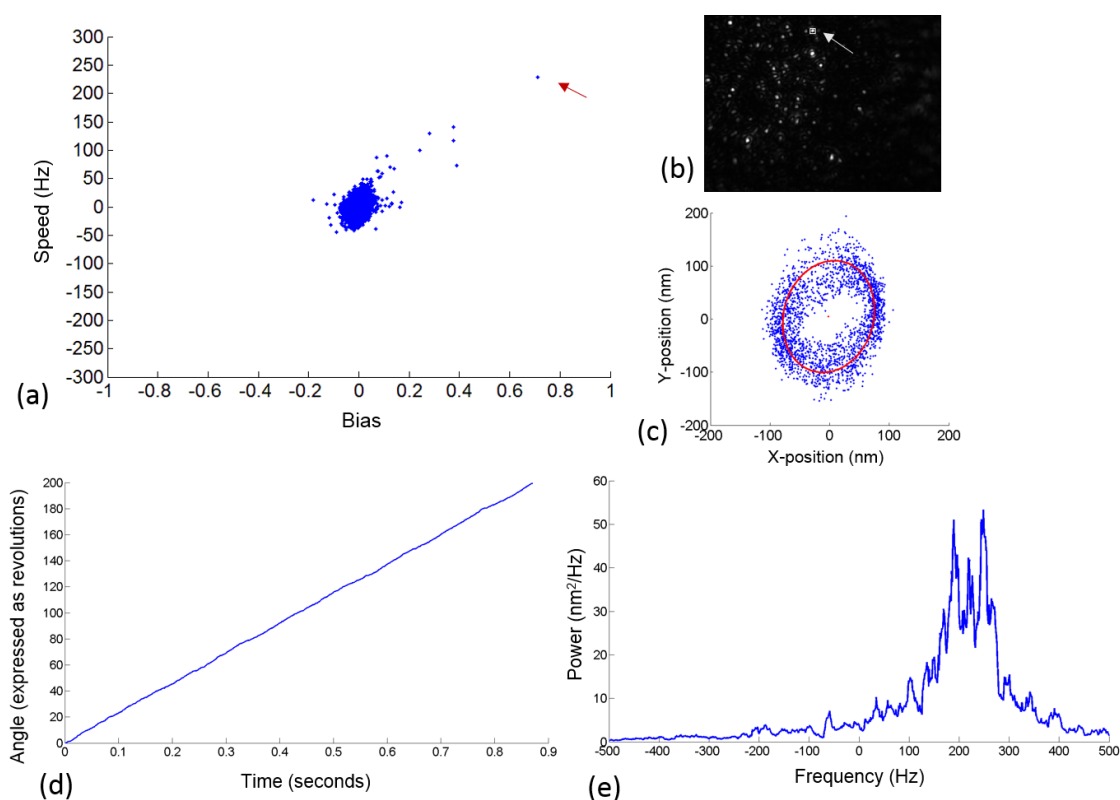 300
250
200
150
100
50
0
-50
-100
-150
-200
-250
-300
Speed (Hz)
-1 -0.8 -0.6 -0.4 -0.2 0 0.2 0.4 0.6 0.8 1
Bias
(a)
(b)
200
100
0
-100
-200
Y-position (nm)
-200 -100 0 100 200
X-position (nm)
(c)
200
180
160
140
120
100
80
60
40
20
0
Angle (expressed as revolutions)
0 0.1 0.2 0.3 0.4 0.5 0.6 0.7 0.8 0.9
Time (seconds)
(d)
60
50
40
30
20
10
0
Power (nm²/Hz)
-500 -400 -300 -200 -100 0 100 200 300 400 500
Frequency (Hz)
(e)